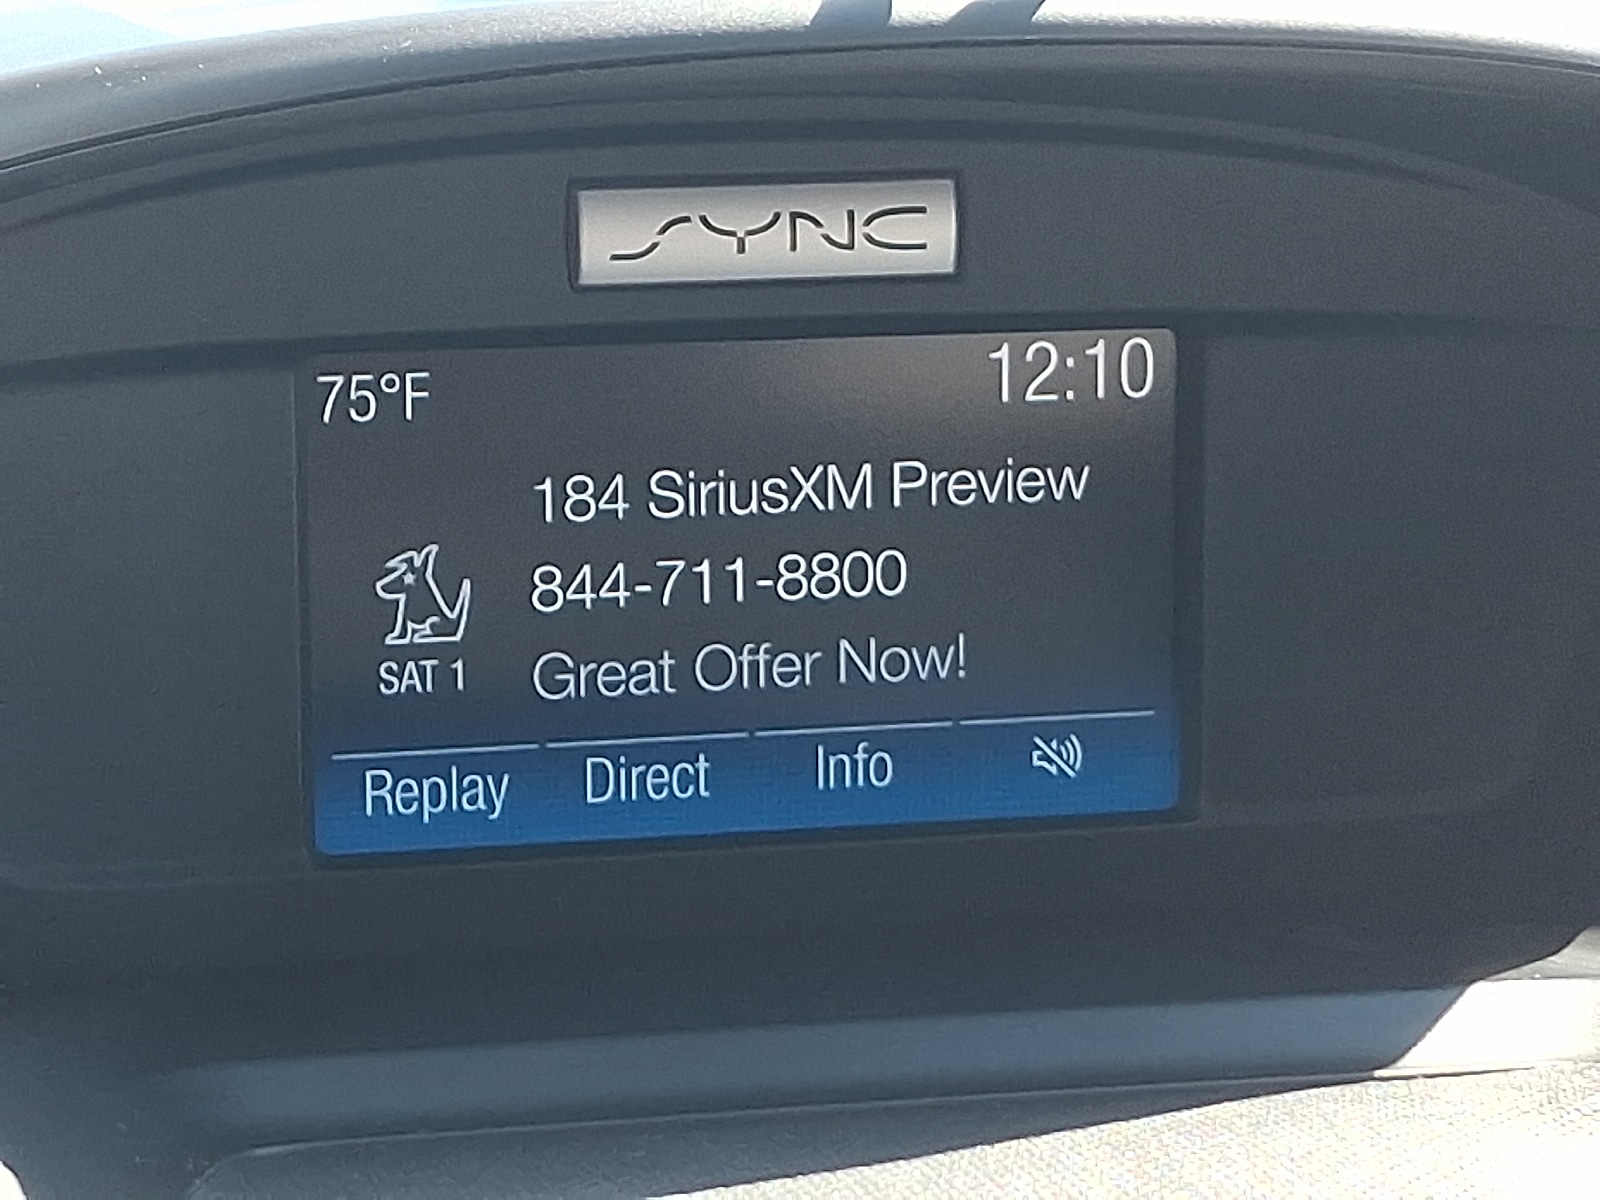 SYNC
75°F
12:10
184 SiriusXM Preview
844-711-8800
SAT 1
Great Offer Now!
Replay Direct Info